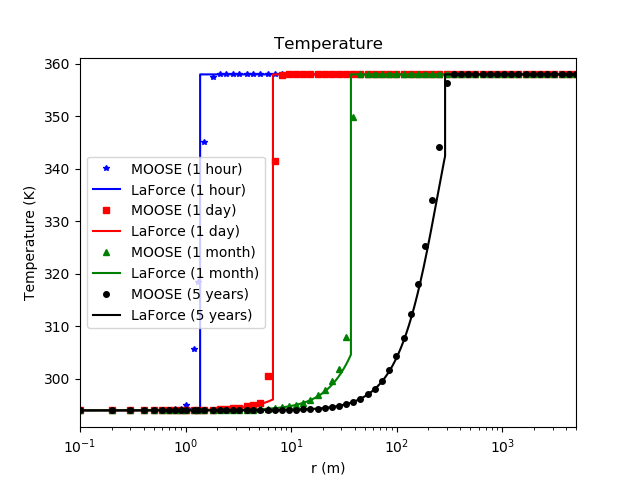 Temperature
360
350
340
330
320
310
300
Temperature (K)
MOOSE (1 hour)
LaForce (1 hour)
MOOSE (1 day)
LaForce (1 day)
MOOSE (1 month)
LaForce (1 month)
MOOSE (5 years)
LaForce (5 years)
10⁻¹ 10⁰ 10¹ 10² 10³
r (m)